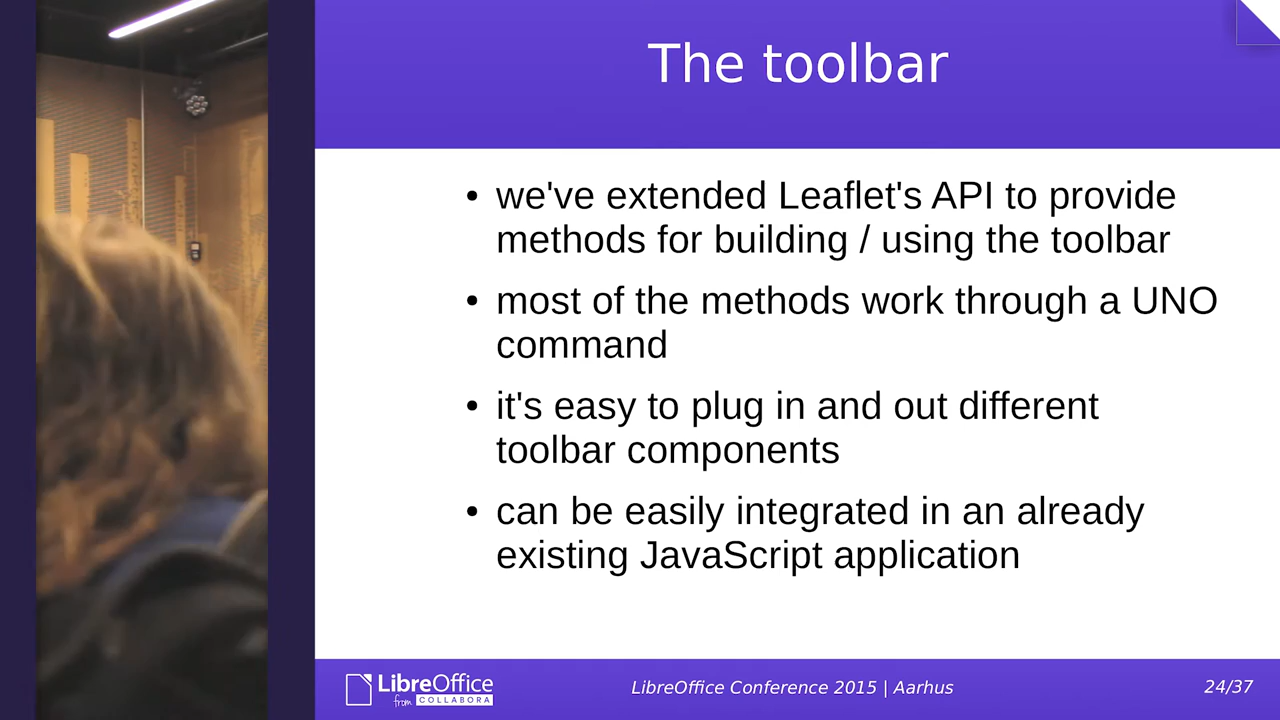 The toolbar
• we've extended Leaflet's API to provide
methods for building / using the toolbar
• most of the methods work through a UNO
command
• it's easy to plug in and out different
toolbar components
• can be easily integrated in an already
existing JavaScript application
LibreOffice
from COLLABORA
LibreOffice Conference 2015 | Aarhus
24/37